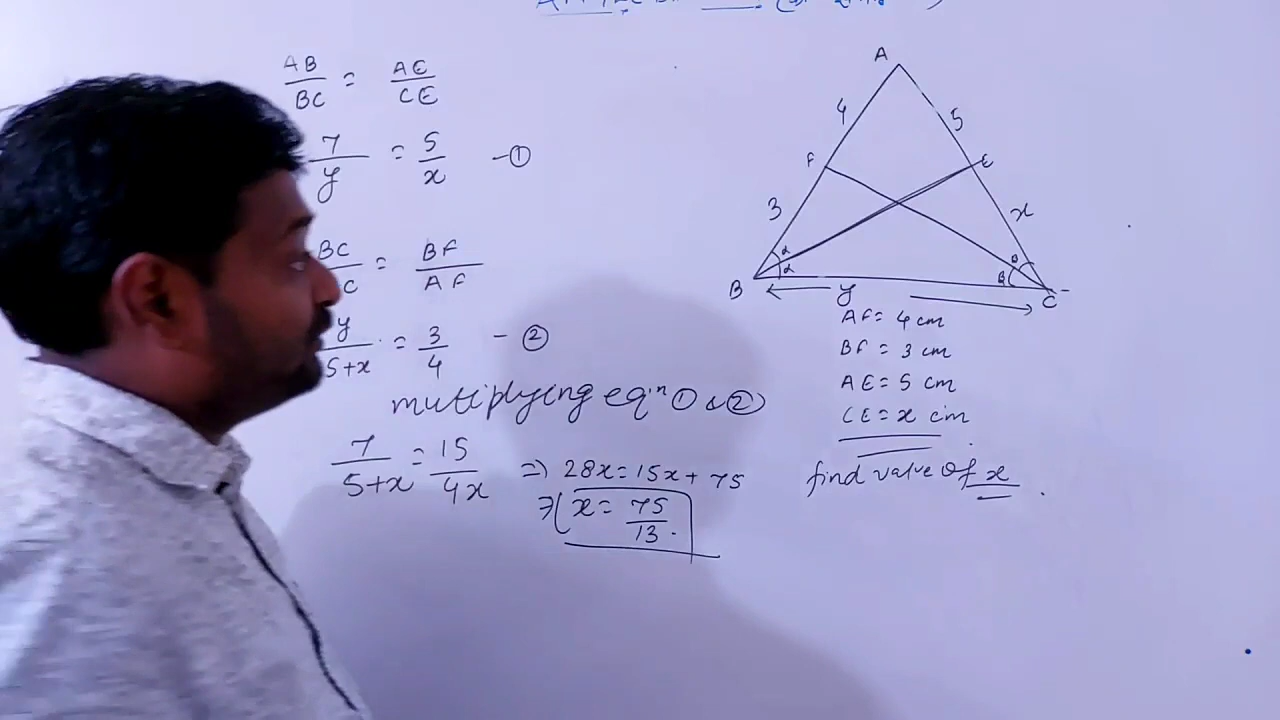 AB/BC = AE/CE
7/y = 5/x - ①
BC/C = BF/AF
y/5+x = 3/4 - ②
multiplying eqⁿ ① & ②
7/5+x = 15/4x => 28x = 15x + 75
=> x = 75/13
A
4
5
F
E
3
x
α
α
B
y
C
AF = 4 cm
BF = 3 cm
AE = 5 cm
CE = x cm
find value of x.